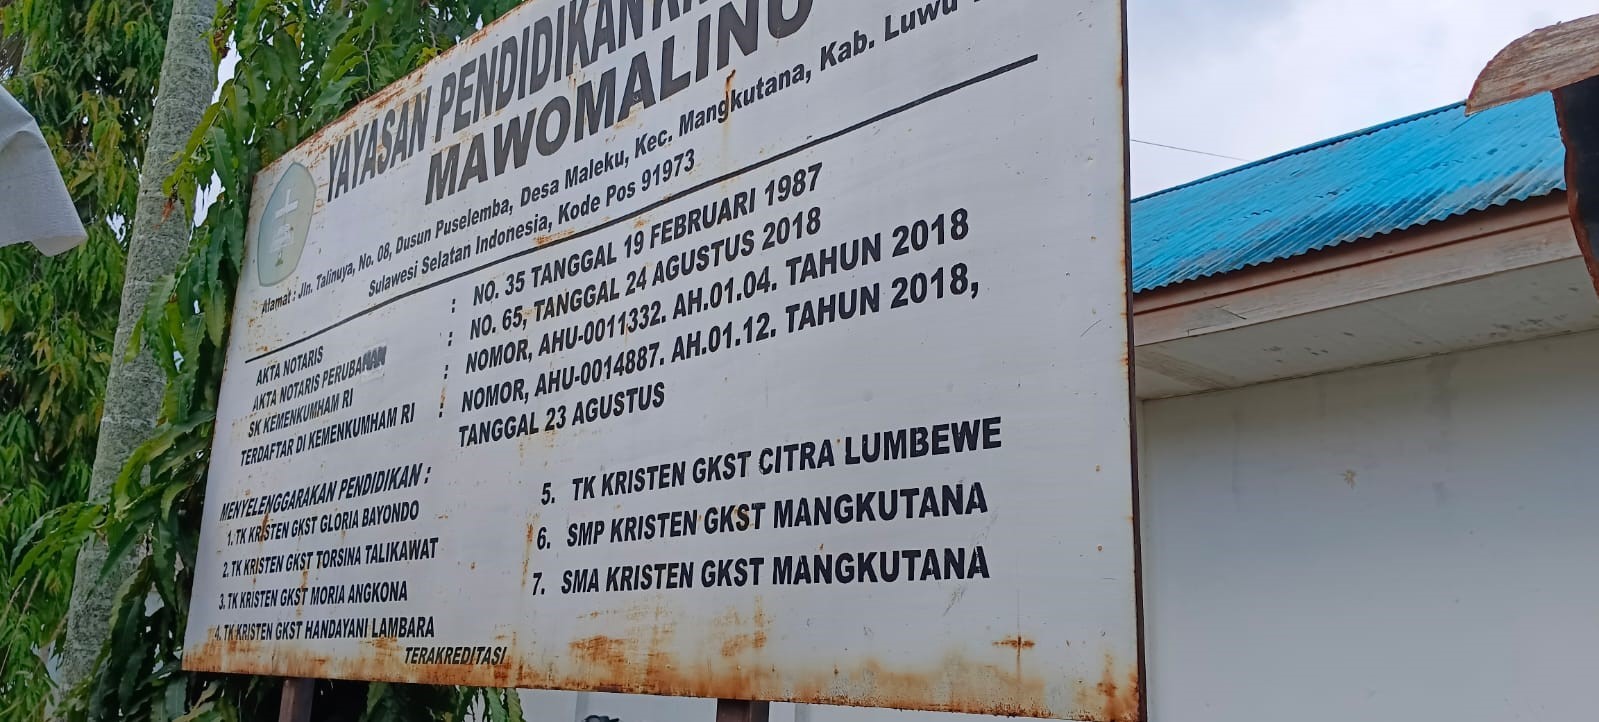 YAYASAN PENDIDIKAN
MAWOMALINO
Alamat : Jln. Talinuya, No. 08, Dusun Puselemba, Desa Maleku, Kec. Mangkutana, Kab. Luwu
Sulawesi Selatan Indonesia, Kode Pos 91973
AKTA NOTARIS : NO. 35 TANGGAL 19 FEBRUARI 1987
AKTA NOTARIS PERUBAHAN : NO. 65, TANGGAL 24 AGUSTUS 2018
SK KEMENKUMHAM RI : NOMOR, AHU-0011332. AH.01.04. TAHUN 2018
TERDAFTAR DI KEMENKUMHAM RI : NOMOR, AHU-0014887. AH.01.12. TAHUN 2018,
TANGGAL 23 AGUSTUS
MENYELENGGARAKAN PENDIDIKAN :
1. TK KRISTEN GKST GLORIA BAYONDO
2. TK KRISTEN GKST TORSINA TALIKAWAT
3. TK KRISTEN GKST MORIA ANGKONA
4. TK KRISTEN GKST HANDAYANI LAMBARA
5. TK KRISTEN GKST CITRA LUMBEWE
6. SMP KRISTEN GKST MANGKUTANA
7. SMA KRISTEN GKST MANGKUTANA
TERAKREDITASI